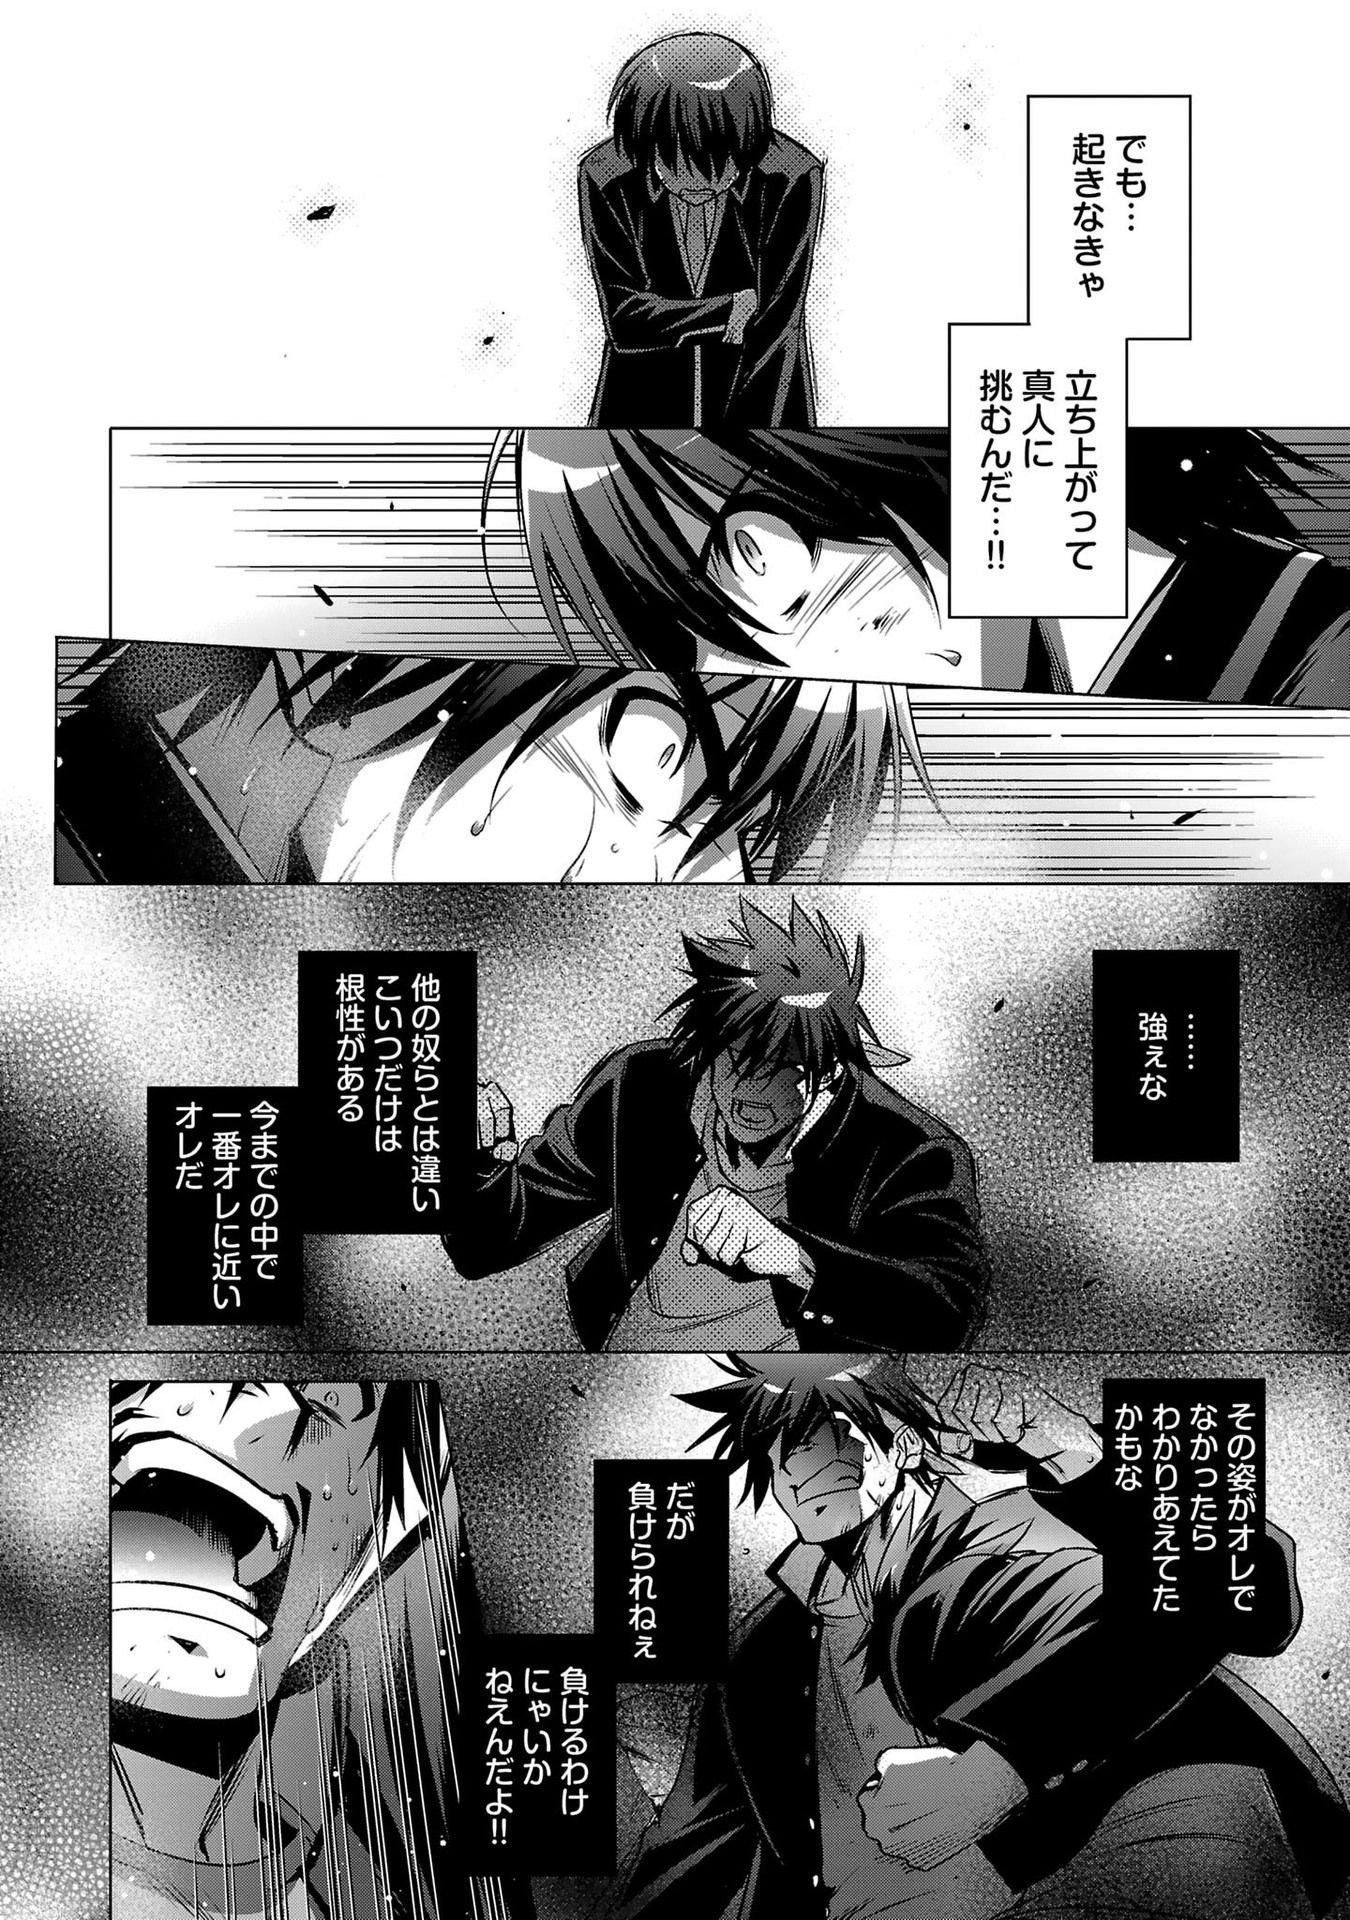 でも…
起きなきゃ
立ち上がって
真人に
挑むんだ…!!
……
強ぇな
他の奴らとは違い
こいつだけは
根性がある
今までの中で
一番オレに近い
オレだ
その姿がオレで
なかったら
わかりあえてた
かもな
だが
負けられねぇ
負けるわけ
にゃいか
ねえんだよ!!